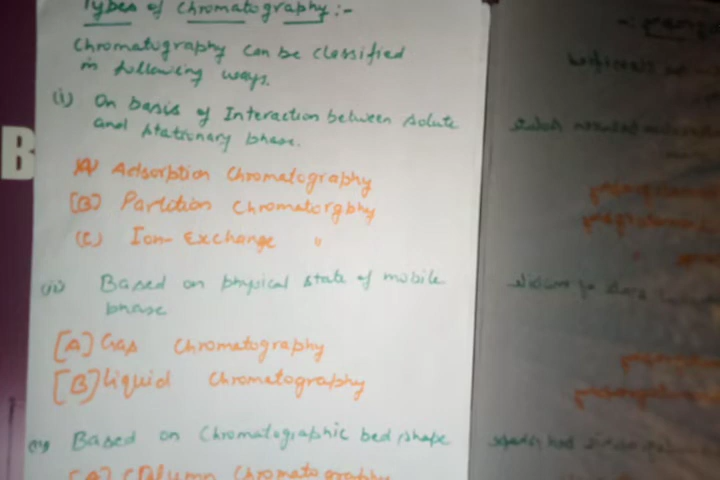 Types of Chromatography :-
Chromatography can be classified
in following ways.
(i) On basis of Interaction between solute
and stationary phase.
(A) Adsorption Chromatography
[B] Partition Chromatorgphy
(C) Ion-Exchange "
(ii) Based on physical state of mobile
phase
[A] Gas Chromatography
[B] liquid Chromatography
Based on Chromatographic bed shape
[A] Column Chromatography
B